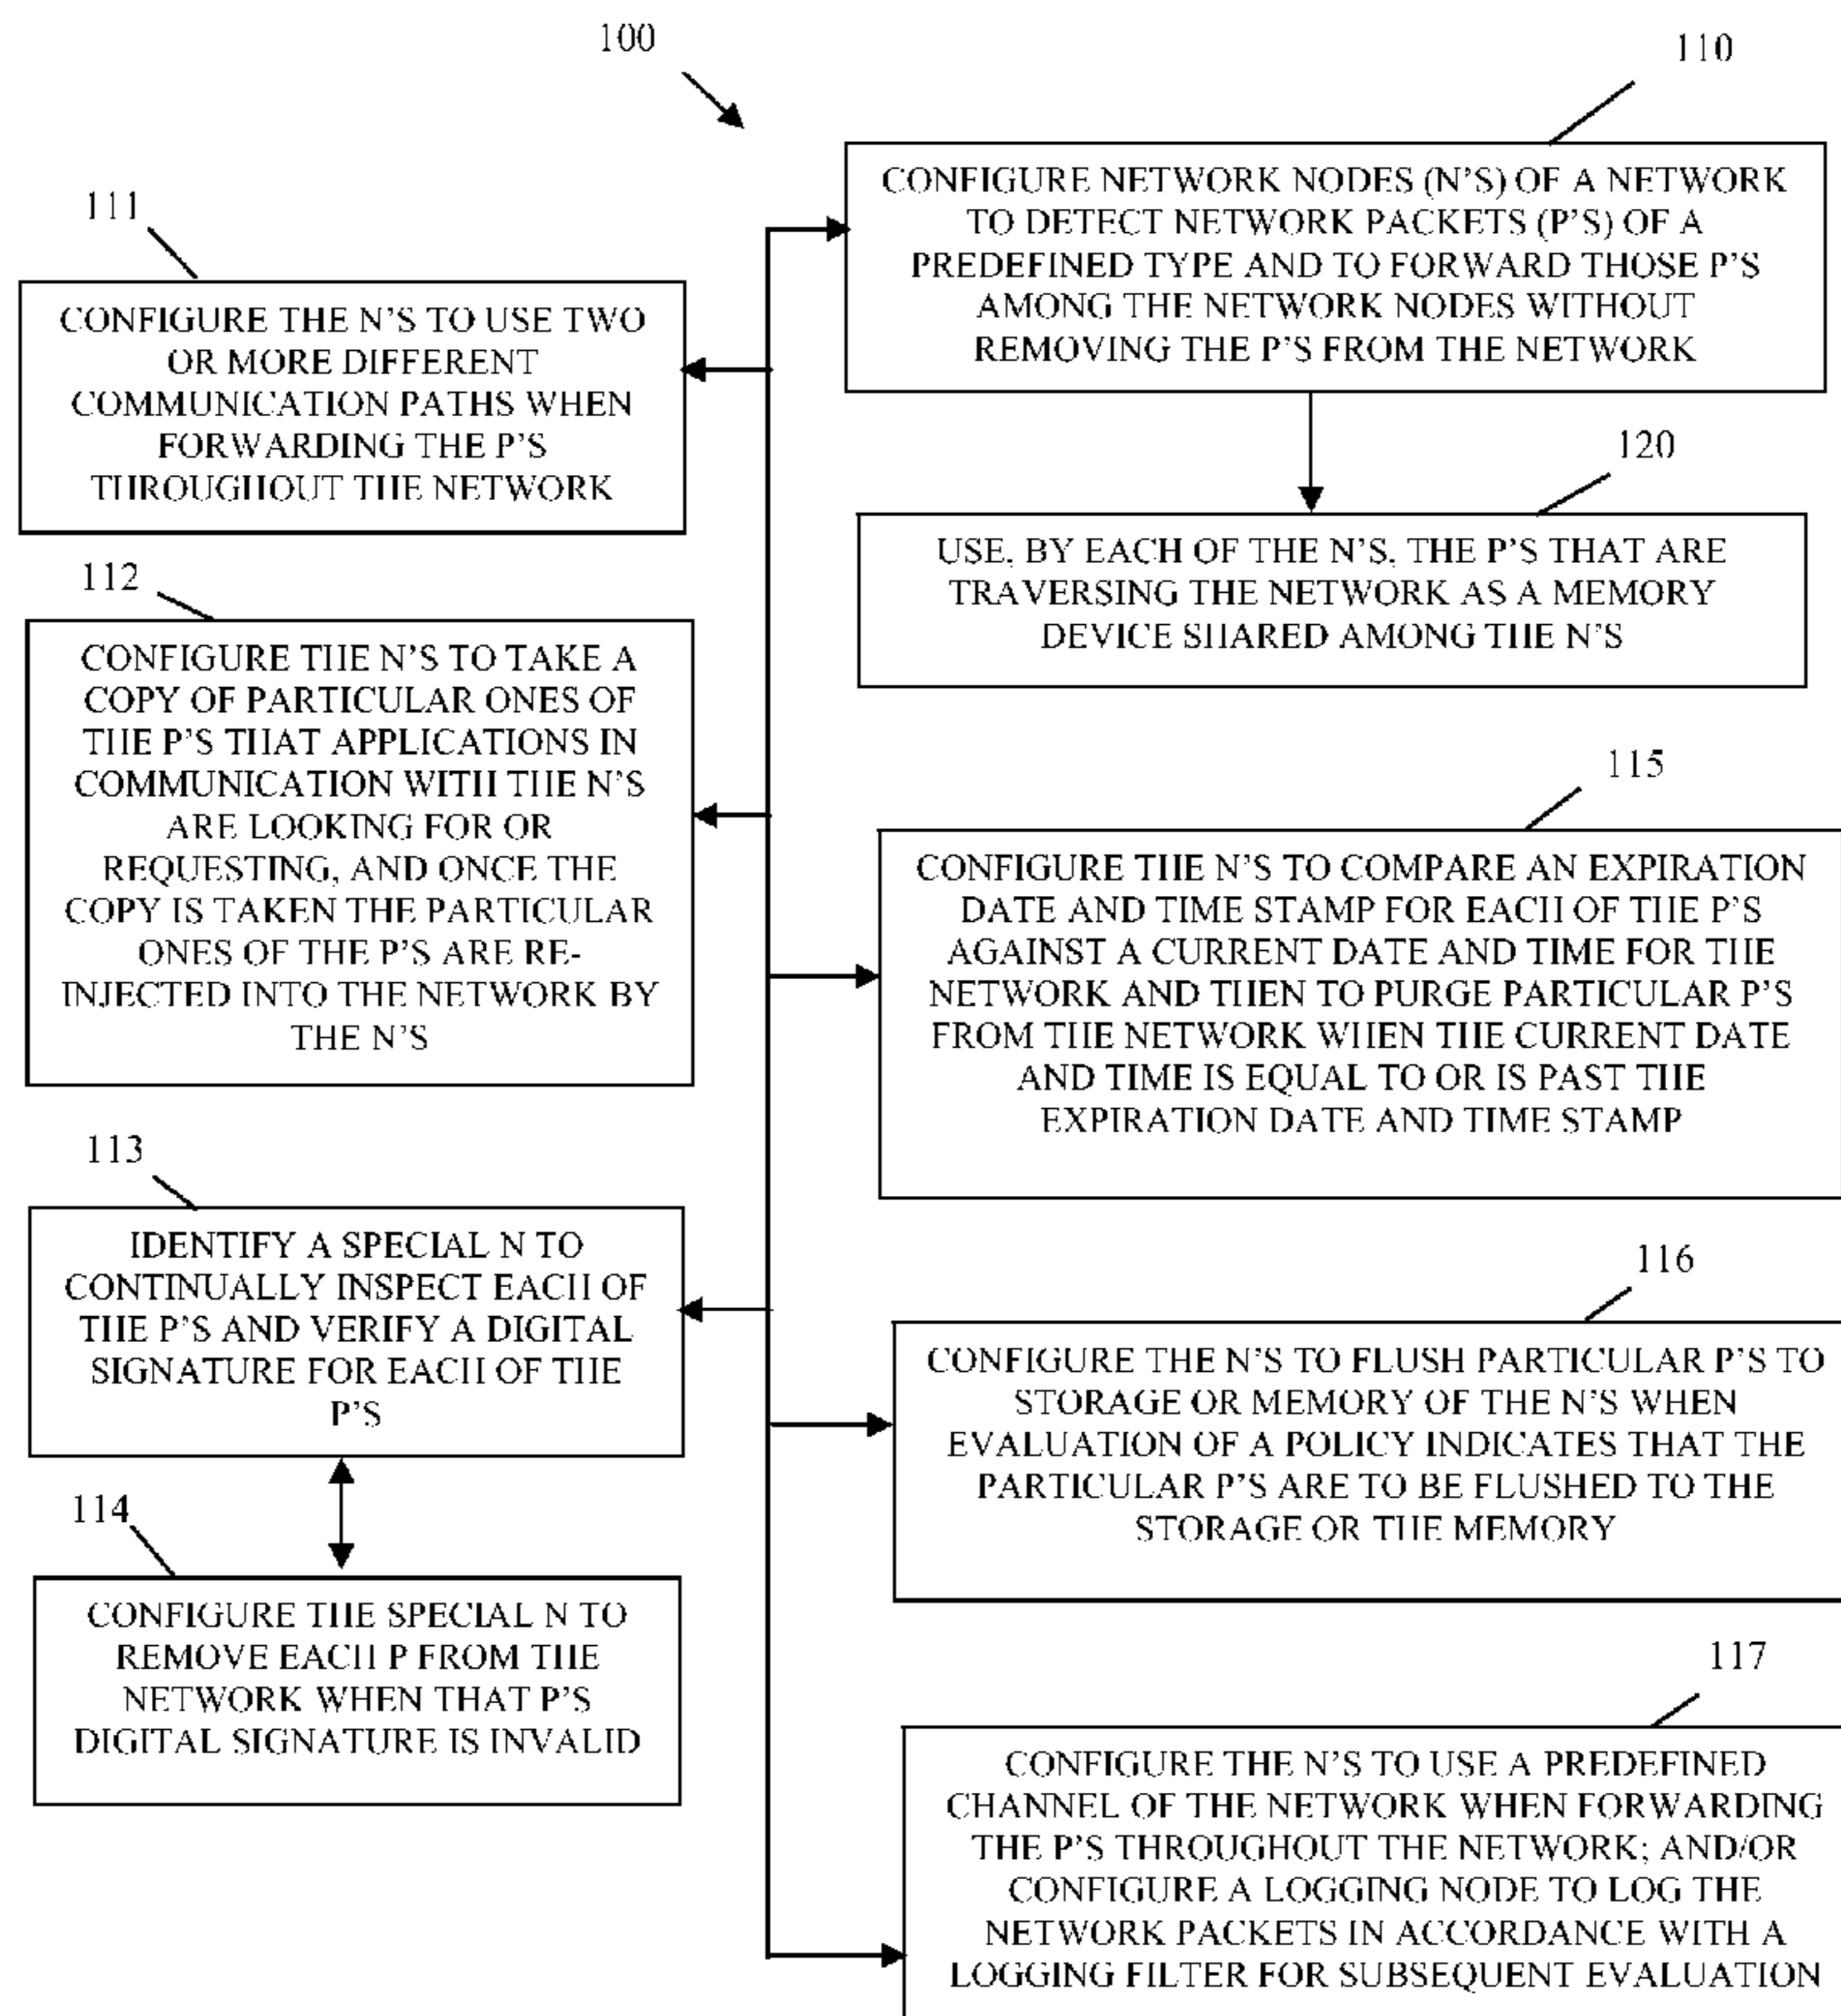 100
110
CONFIGURE NETWORK NODES (N'S) OF A NETWORK
TO DETECT NETWORK PACKETS (P'S) OF A
PREDEFINED TYPE AND TO FORWARD THOSE P'S
AMONG THE NETWORK NODES WITHOUT
REMOVING THE P'S FROM THE NETWORK
111
CONFIGURE THE N'S TO USE TWO
OR MORE DIFFERENT
COMMUNICATION PATHS WHEN
FORWARDING THE P'S
THROUGHOUT THE NETWORK
120
USE, BY EACH OF THE N'S, THE P'S THAT ARE
TRAVERSING THE NETWORK AS A MEMORY
DEVICE SHARED AMONG THE N'S
112
CONFIGURE THE N'S TO TAKE A
COPY OF PARTICULAR ONES OF
THE P'S THAT APPLICATIONS IN
COMMUNICATION WITH THE N'S
ARE LOOKING FOR OR
REQUESTING, AND ONCE THE
COPY IS TAKEN THE PARTICULAR
ONES OF THE P'S ARE RE-
INJECTED INTO THE NETWORK BY
THE N'S
115
CONFIGURE THE N'S TO COMPARE AN EXPIRATION
DATE AND TIME STAMP FOR EACH OF THE P'S
AGAINST A CURRENT DATE AND TIME FOR THE
NETWORK AND THEN TO PURGE PARTICULAR P'S
FROM THE NETWORK WHEN THE CURRENT DATE
AND TIME IS EQUAL TO OR IS PAST THE
EXPIRATION DATE AND TIME STAMP
113
IDENTIFY A SPECIAL N TO
CONTINUALLY INSPECT EACH OF
THE P'S AND VERIFY A DIGITAL
SIGNATURE FOR EACH OF THE
P'S
116
CONFIGURE THE N'S TO FLUSH PARTICULAR P'S TO
STORAGE OR MEMORY OF THE N'S WHEN
EVALUATION OF A POLICY INDICATES THAT THE
PARTICULAR P'S ARE TO BE FLUSHED TO THE
STORAGE OR THE MEMORY
114
CONFIGURE THE SPECIAL N TO
REMOVE EACH P FROM THE
NETWORK WHEN THAT P'S
DIGITAL SIGNATURE IS INVALID
117
CONFIGURE THE N'S TO USE A PREDEFINED
CHANNEL OF THE NETWORK WHEN FORWARDING
THE P'S THROUGHOUT THE NETWORK; AND/OR
CONFIGURE A LOGGING NODE TO LOG THE
NETWORK PACKETS IN ACCORDANCE WITH A
LOGGING FILTER FOR SUBSEQUENT EVALUATION